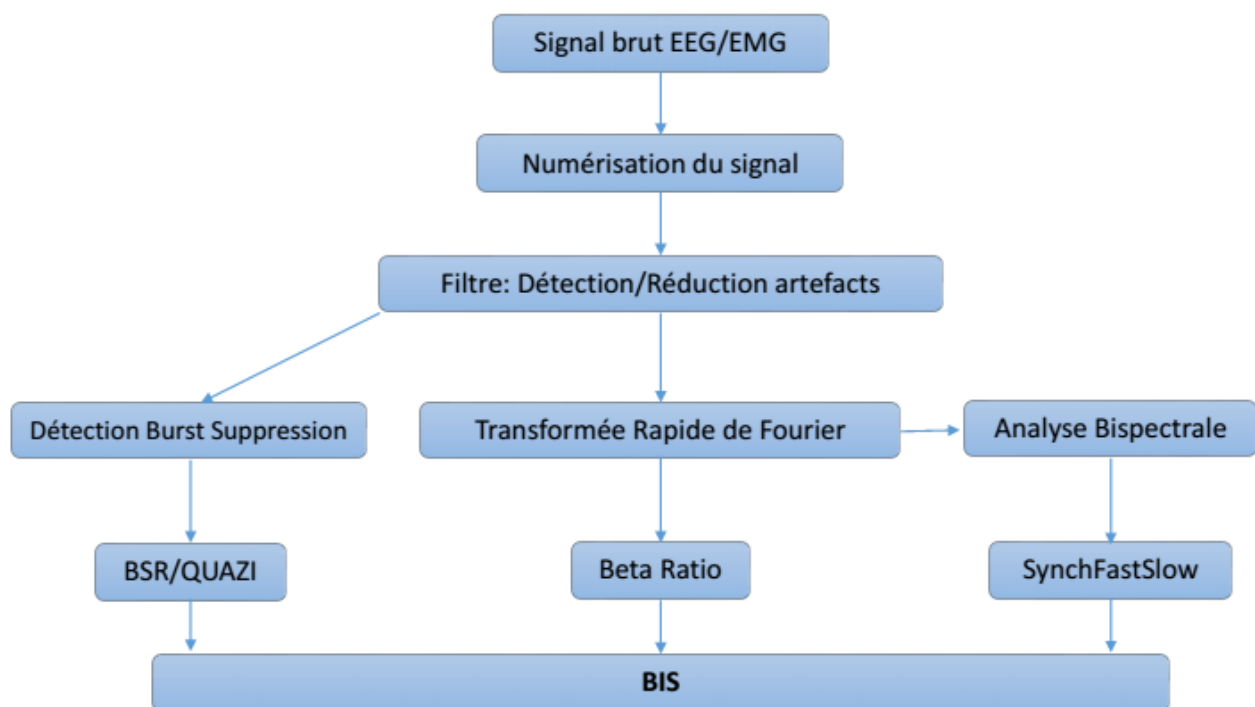 Signal brut EEG/EMG
Numérisation du signal
Filtre: Détection/Réduction artefacts
Détection Burst Suppression
Transformée Rapide de Fourier
Analyse Bispectrale
BSR/QUAZI
Beta Ratio
SynchFastSlow
BIS